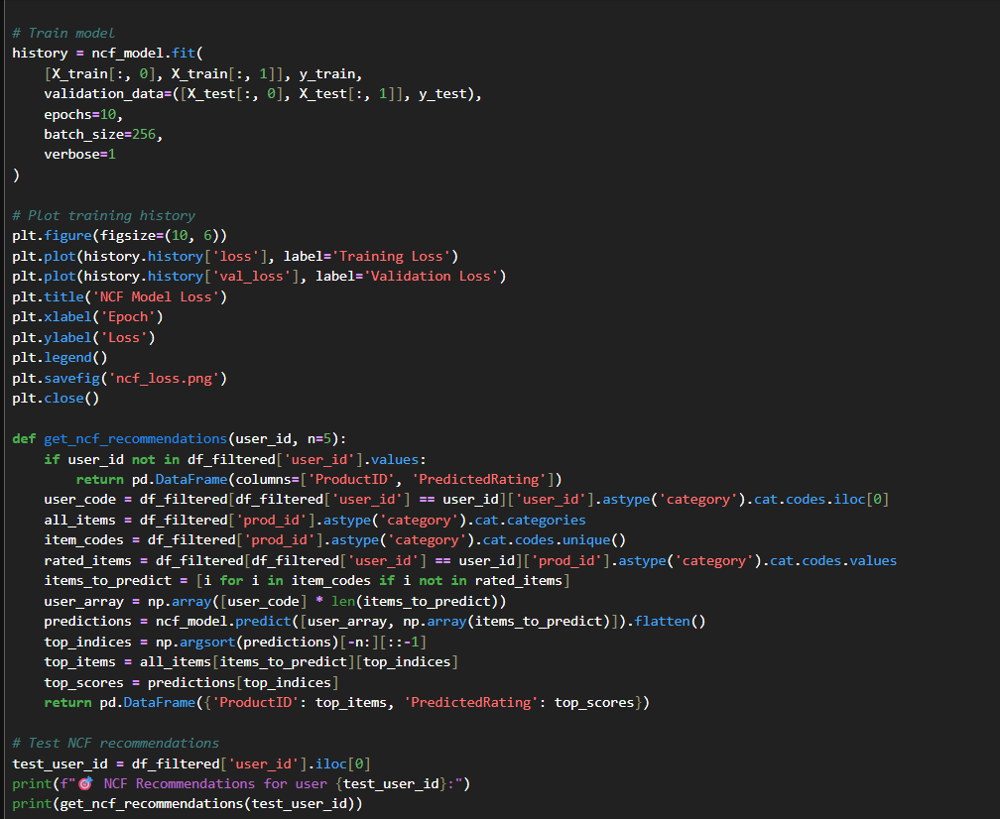 # Train model
history = ncf_model.fit(
    [X_train[:, 0], X_train[:, 1]], y_train,
    validation_data=([X_test[:, 0], X_test[:, 1]], y_test),
    epochs=10,
    batch_size=256,
    verbose=1
)

# Plot training history
plt.figure(figsize=(10, 6))
plt.plot(history.history['loss'], label='Training Loss')
plt.plot(history.history['val_loss'], label='Validation Loss')
plt.title('NCF Model Loss')
plt.xlabel('Epoch')
plt.ylabel('Loss')
plt.legend()
plt.savefig('ncf_loss.png')
plt.close()

def get_ncf_recommendations(user_id, n=5):
    if user_id not in df_filtered['user_id'].values:
        return pd.DataFrame(columns=['ProductID', 'PredictedRating'])
    user_code = df_filtered[df_filtered['user_id'] == user_id]['user_id'].astype('category').cat.codes.iloc[0]
    all_items = df_filtered['prod_id'].astype('category').cat.categories
    item_codes = df_filtered['prod_id'].astype('category').cat.codes.unique()
    rated_items = df_filtered[df_filtered['user_id'] == user_id]['prod_id'].astype('category').cat.codes.values
    items_to_predict = [i for i in item_codes if i not in rated_items]
    user_array = np.array([user_code] * len(items_to_predict))
    predictions = ncf_model.predict([user_array, np.array(items_to_predict)]).flatten()
    top_indices = np.argsort(predictions)[-n:][::-1]
    top_items = all_items[items_to_predict][top_indices]
    top_scores = predictions[top_indices]
    return pd.DataFrame({'ProductID': top_items, 'PredictedRating': top_scores})

# Test NCF recommendations
test_user_id = df_filtered['user_id'].iloc[0]
print(f"🎯 NCF Recommendations for user {test_user_id}:")
print(get_ncf_recommendations(test_user_id))